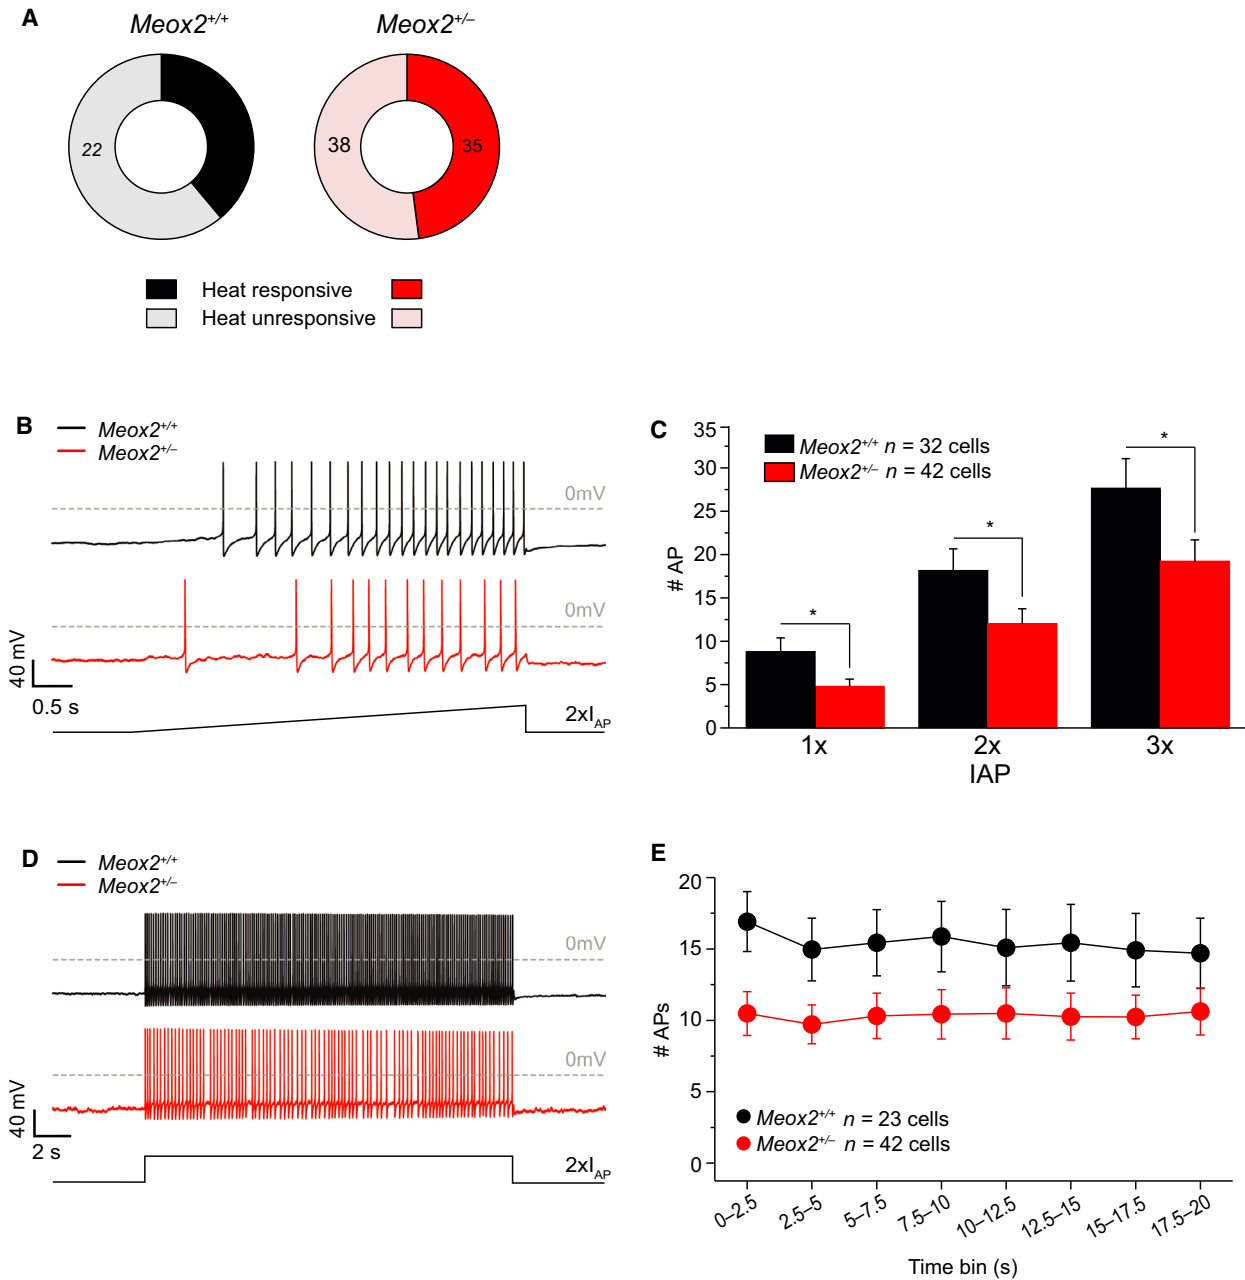 A
Meox2+/+
Meox2+/–
22
38
35
Heat responsive
Heat unresponsive
B
Meox2+/+
Meox2+/–
0mV
0mV
40 mV
0.5 s
2xIAP
C
Meox2+/+ n = 32 cells
Meox2+/– n = 42 cells
# AP
35
30
25
20
15
10
5
0
*
*
*
1x
2x
3x
IAP
D
Meox2+/+
Meox2+/–
0mV
0mV
40 mV
2 s
2xIAP
E
# APs
20
15
10
5
0
Meox2+/+ n = 23 cells
Meox2+/– n = 42 cells
0–2.5
2.5–5
5–7.5
7.5–10
10–12.5
12.5–15
15–17.5
17.5–20
Time bin (s)